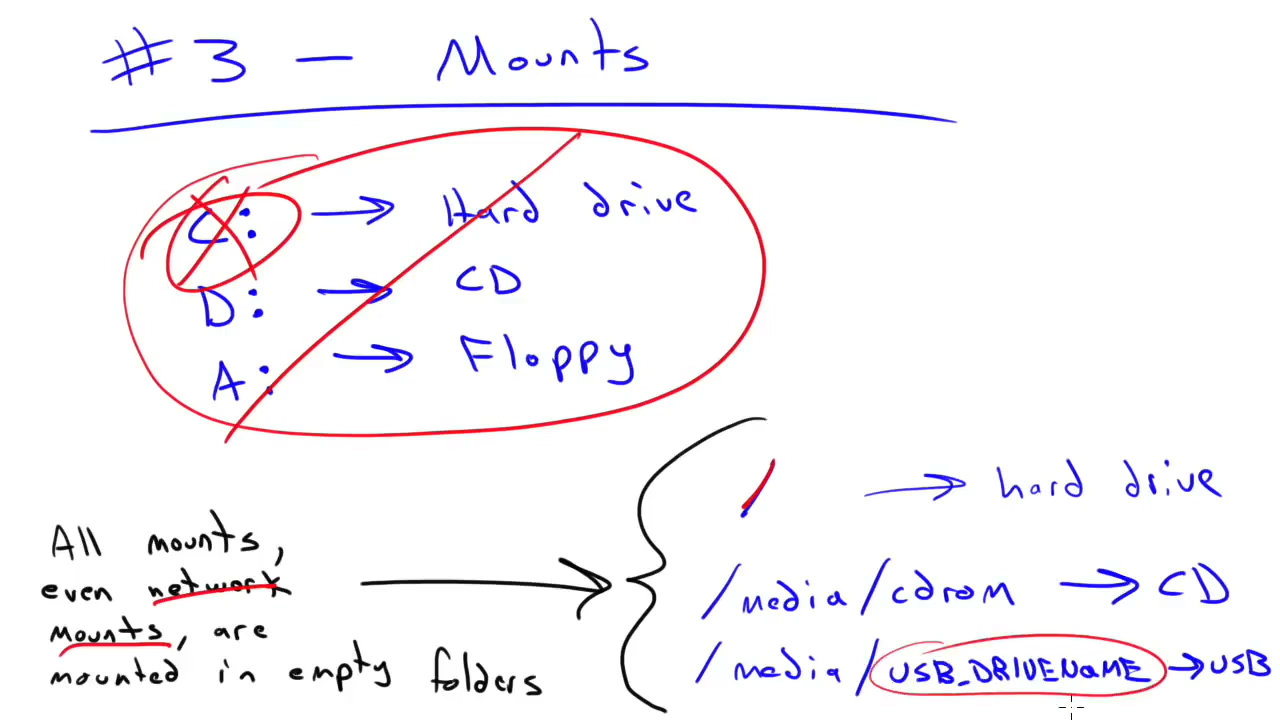 #3 — Mounts
C: → Hard drive
D: → CD
A: → Floppy
/ → hard drive
All mounts,
even network
mounts, are
mounted in empty folders
/media/cdrom → CD
/media/USB_DRIVENAME → USB